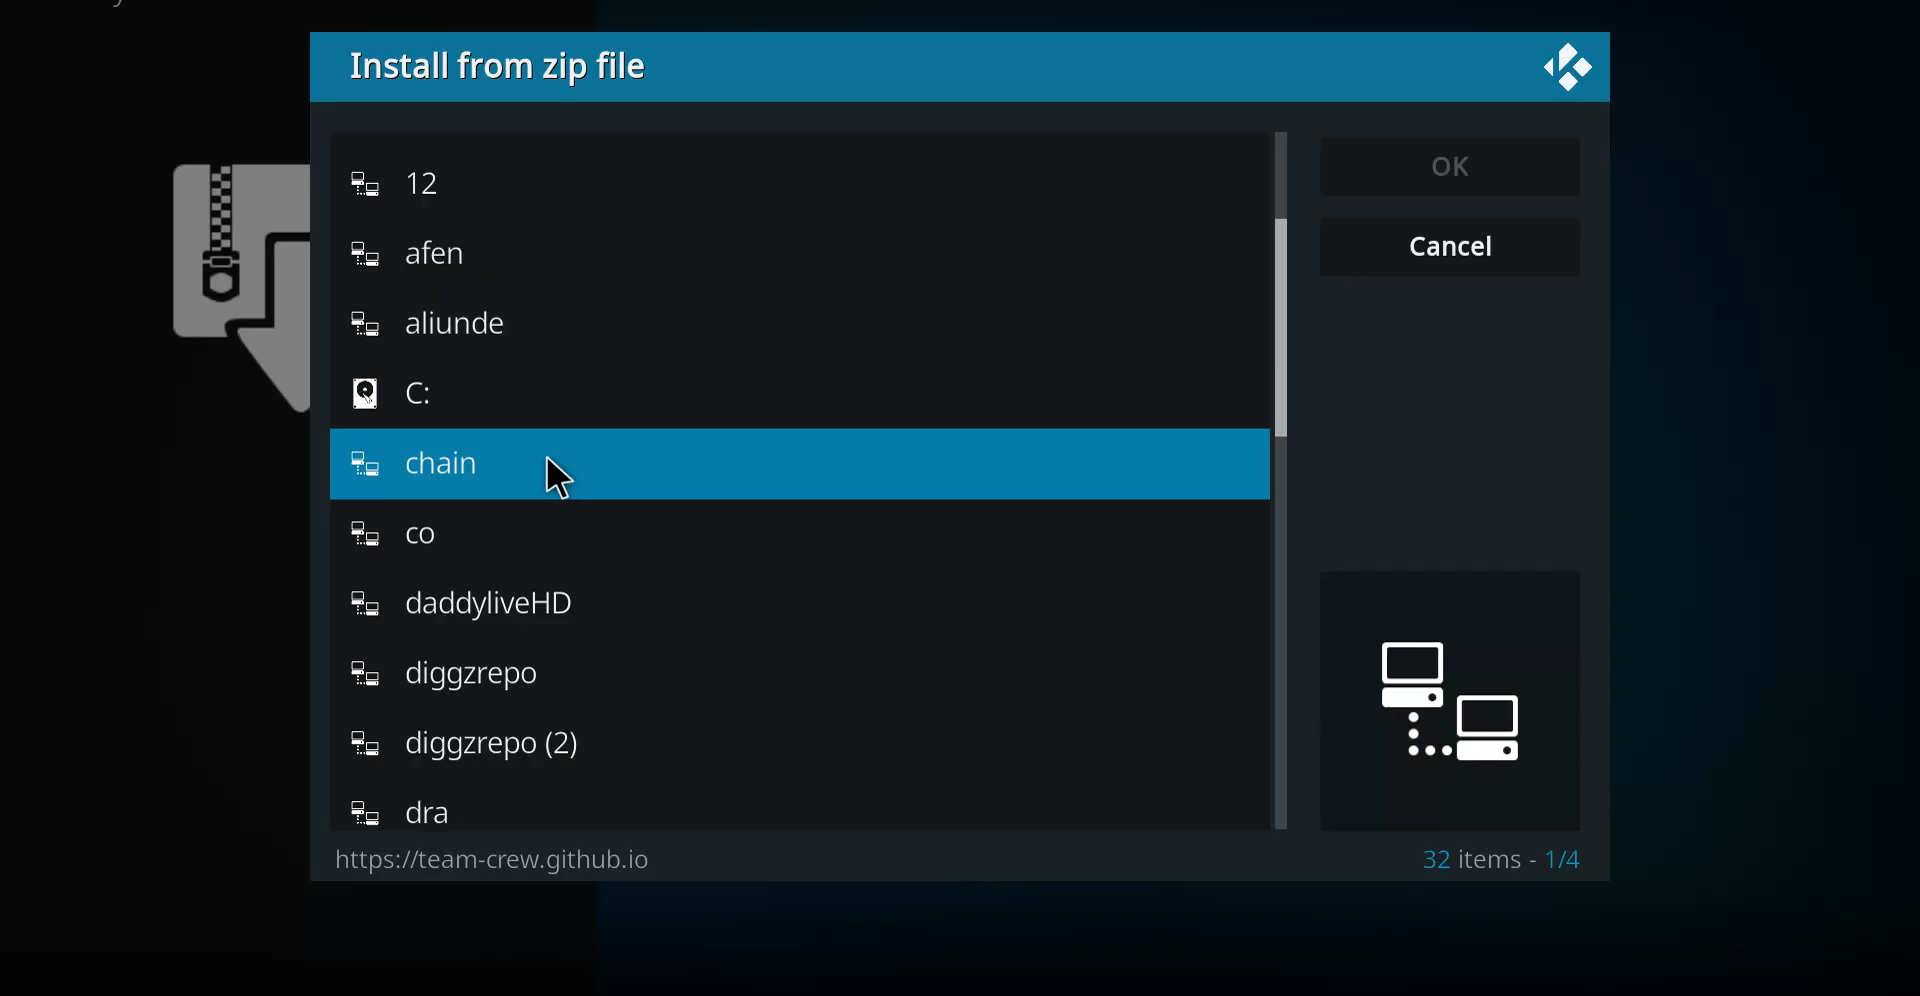 Install from zip file
12
afen
aliunde
C:
chain
co
daddyliveHD
diggzrepo
diggzrepo (2)
dra
OK
Cancel
https://team-crew.github.io
32 items - 1/4